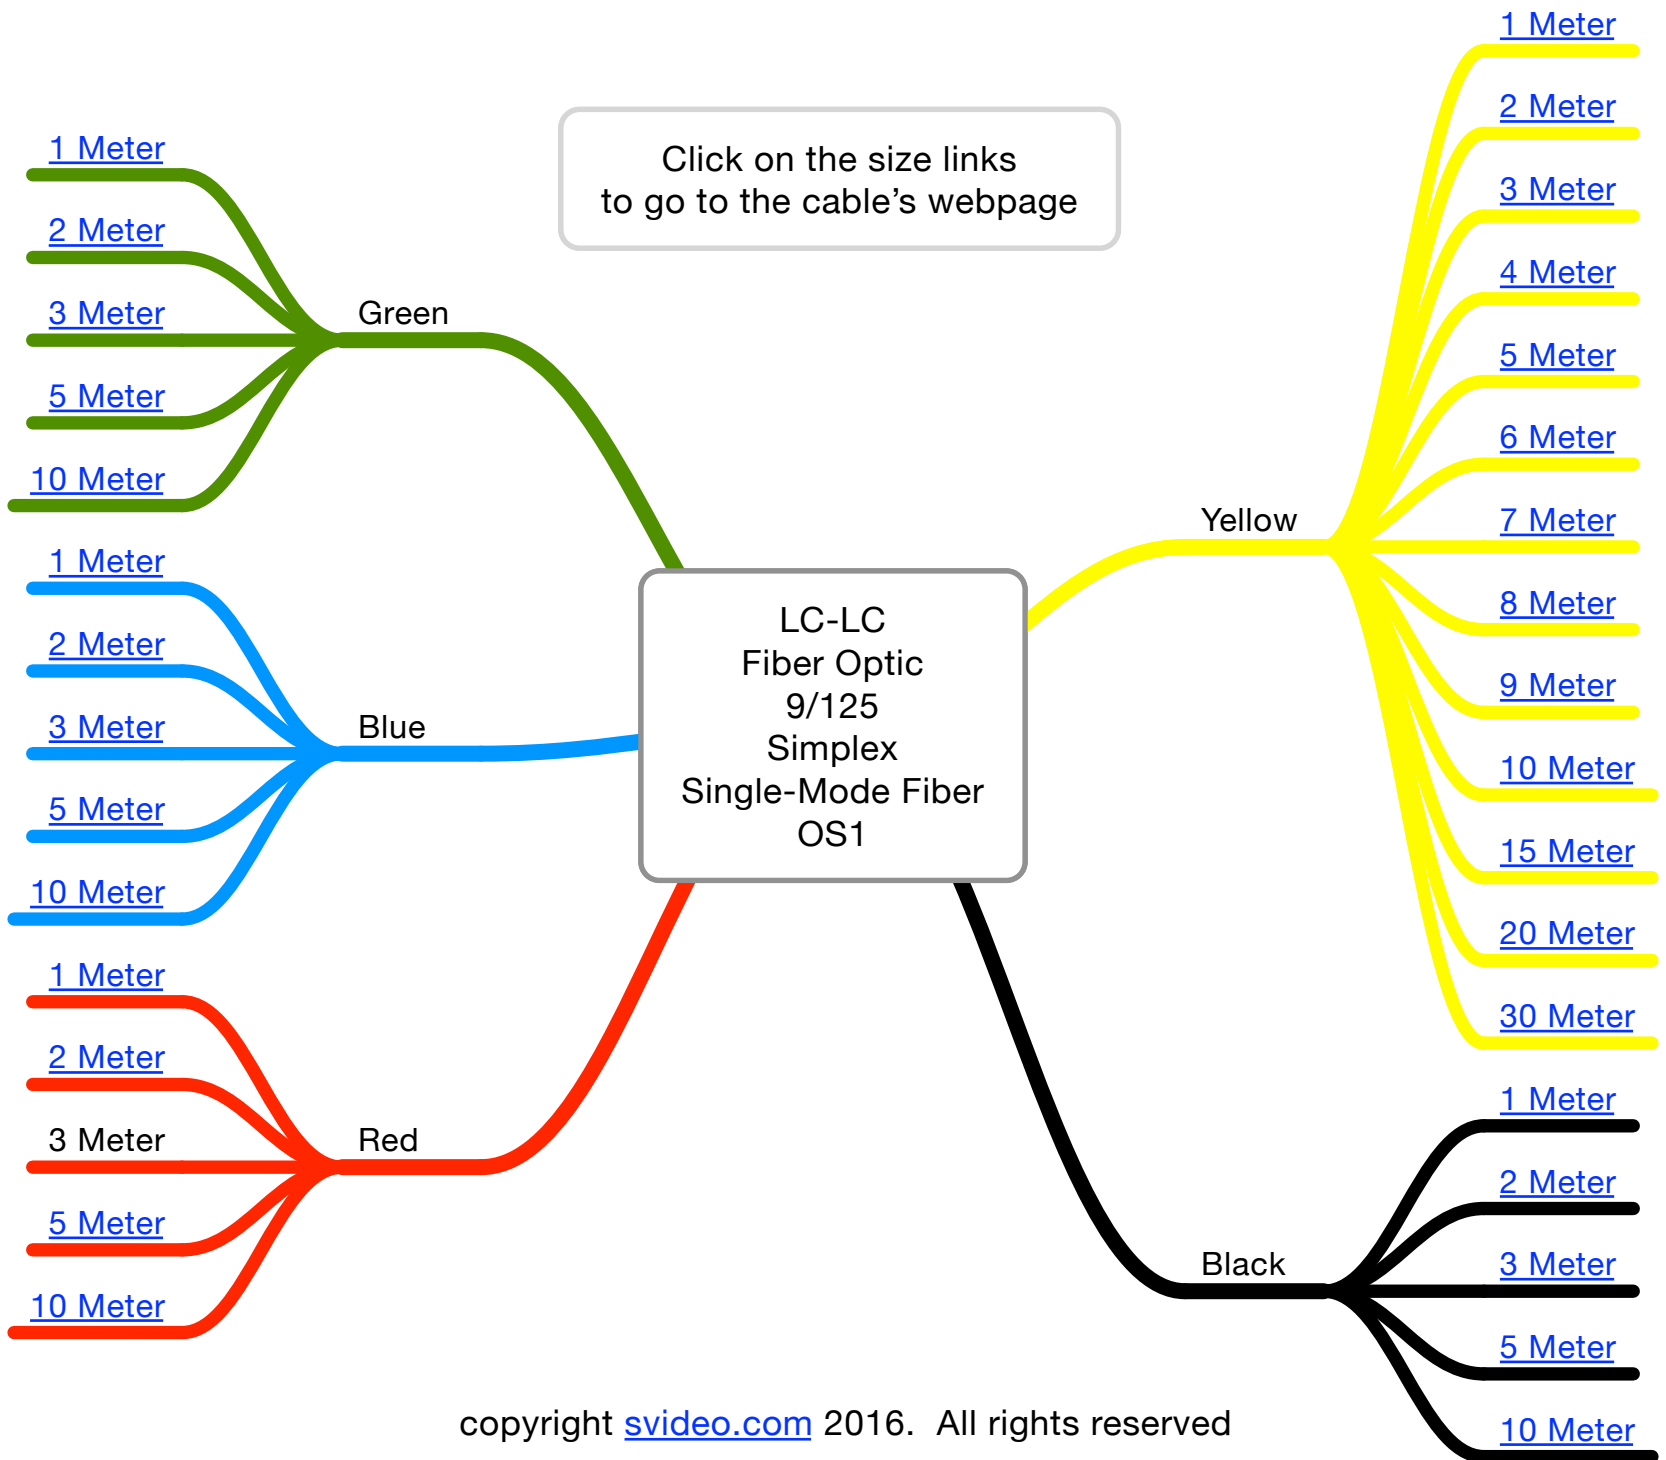 Click on the size links
to go to the cable's webpage
LC-LC
Fiber Optic
9/125
Simplex
Single-Mode Fiber
OS1
Green
1 Meter
2 Meter
3 Meter
5 Meter
10 Meter
Blue
1 Meter
2 Meter
3 Meter
5 Meter
10 Meter
Red
1 Meter
2 Meter
3 Meter
5 Meter
10 Meter
Yellow
1 Meter
2 Meter
3 Meter
4 Meter
5 Meter
6 Meter
7 Meter
8 Meter
9 Meter
10 Meter
15 Meter
20 Meter
30 Meter
Black
1 Meter
2 Meter
3 Meter
5 Meter
10 Meter
copyright svideo.com 2016.  All rights reserved